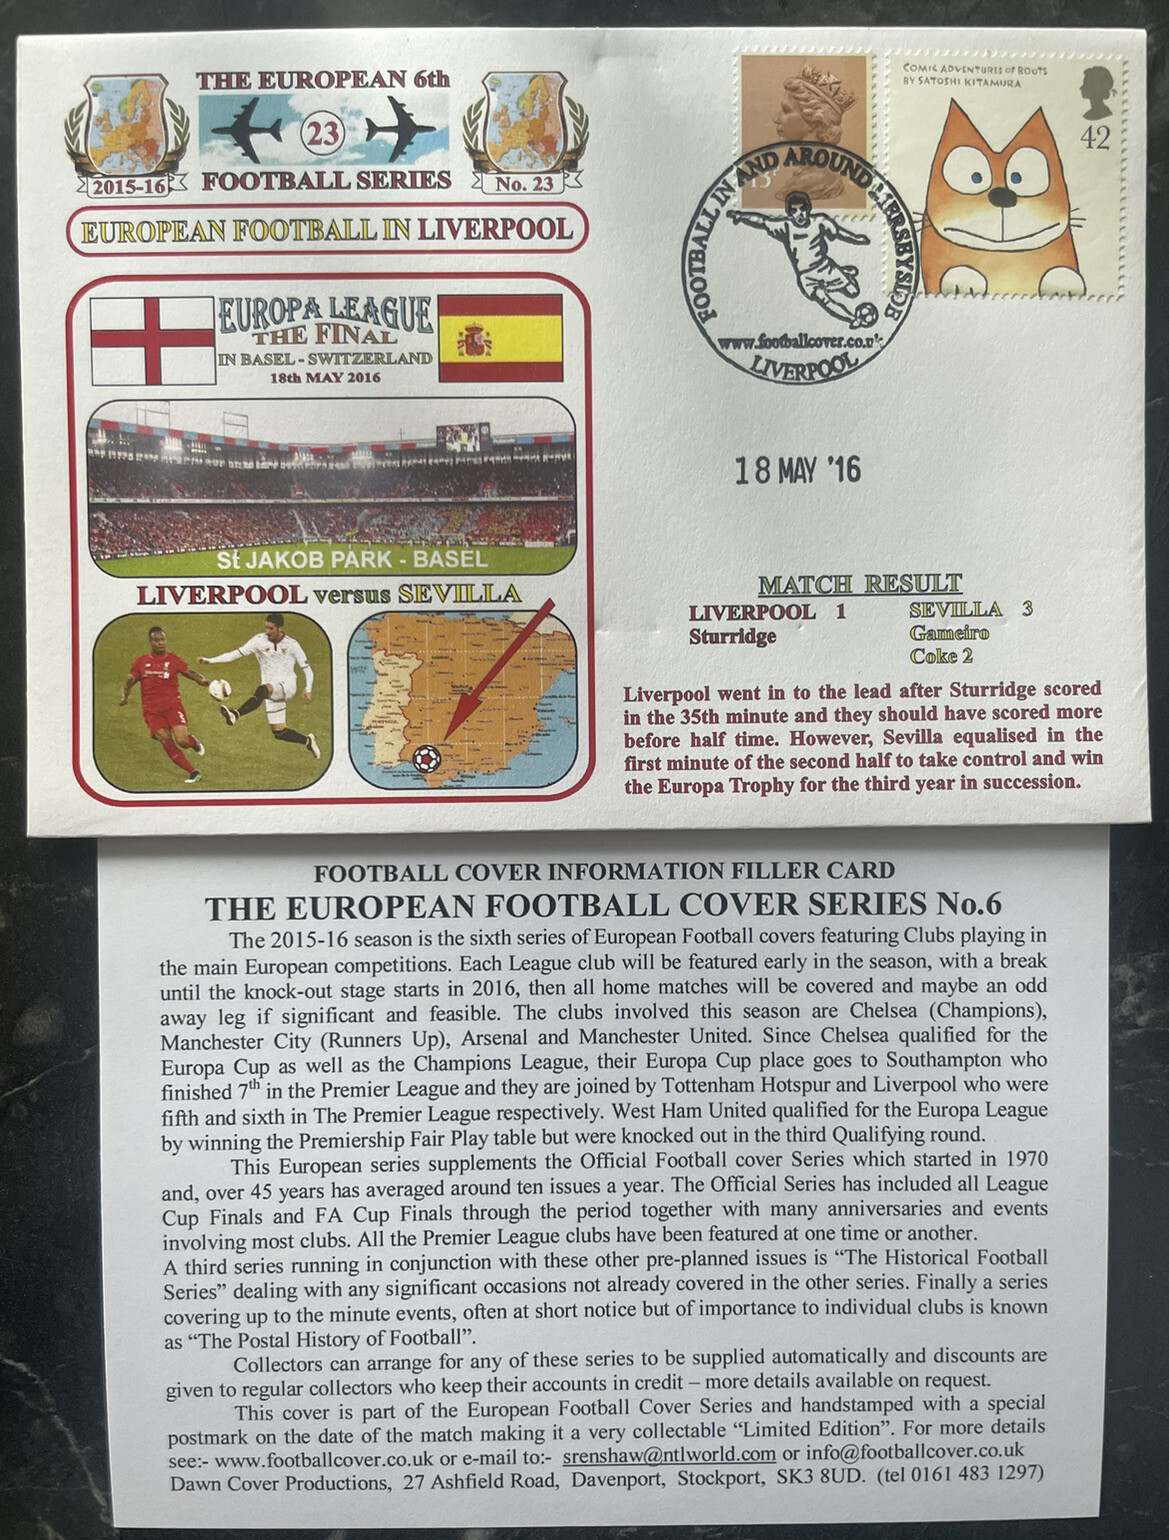 THE EUROPEAN 6th
23
FOOTBALL SERIES
2015-16
No. 23
EUROPEAN FOOTBALL IN LIVERPOOL
EUROPA LEAGUE
THE FINAL
IN BASEL - SWITZERLAND
18th MAY 2016
St JAKOB PARK - BASEL
LIVERPOOL versus SEVILLA
COMIC ADVENTURES OF BOOTS
BY SATOSHI KITAMURA
42
FOOTBALL IN AND AROUND MERSEYSIDE
www.footballcover.co.uk
LIVERPOOL
18 MAY '16
MATCH RESULT
LIVERPOOL 1 SEVILLA 3
Sturridge Gameiro
Coke 2
Liverpool went in to the lead after Sturridge scored
in the 35th minute and they should have scored more
before half time. However, Sevilla equalised in the
first minute of the second half to take control and win
the Europa Trophy for the third year in succession.
FOOTBALL COVER INFORMATION FILLER CARD
THE EUROPEAN FOOTBALL COVER SERIES No.6
The 2015-16 season is the sixth series of European Football covers featuring Clubs playing in
the main European competitions. Each League club will be featured early in the season, with a break
until the knock-out stage starts in 2016, then all home matches will be covered and maybe an odd
away leg if significant and feasible. The clubs involved this season are Chelsea (Champions),
Manchester City (Runners Up), Arsenal and Manchester United. Since Chelsea qualified for the
Europa Cup as well as the Champions League, their Europa Cup place goes to Southampton who
finished 7th in the Premier League and they are joined by Tottenham Hotspur and Liverpool who were
fifth and sixth in The Premier League respectively. West Ham United qualified for the Europa League
by winning the Premiership Fair Play table but were knocked out in the third Qualifying round.
This European series supplements the Official Football cover Series which started in 1970
and, over 45 years has averaged around ten issues a year. The Official Series has included all League
Cup Finals and FA Cup Finals through the period together with many anniversaries and events
involving most clubs. All the Premier League clubs have been featured at one time or another.
A third series running in conjunction with these other pre-planned issues is “The Historical Football
Series” dealing with any significant occasions not already covered in the other series. Finally a series
covering up to the minute events, often at short notice but of importance to individual clubs is known
as “The Postal History of Football”.
Collectors can arrange for any of these series to be supplied automatically and discounts are
given to regular collectors who keep their accounts in credit – more details available on request.
This cover is part of the European Football Cover Series and handstamped with a special
postmark on the date of the match making it a very collectable “Limited Edition”. For more details
see:- www.footballcover.co.uk or e-mail to:- srenshaw@ntlworld.com or info@footballcover.co.uk
Dawn Cover Productions, 27 Ashfield Road, Davenport, Stockport, SK3 8UD. (tel 0161 483 1297)